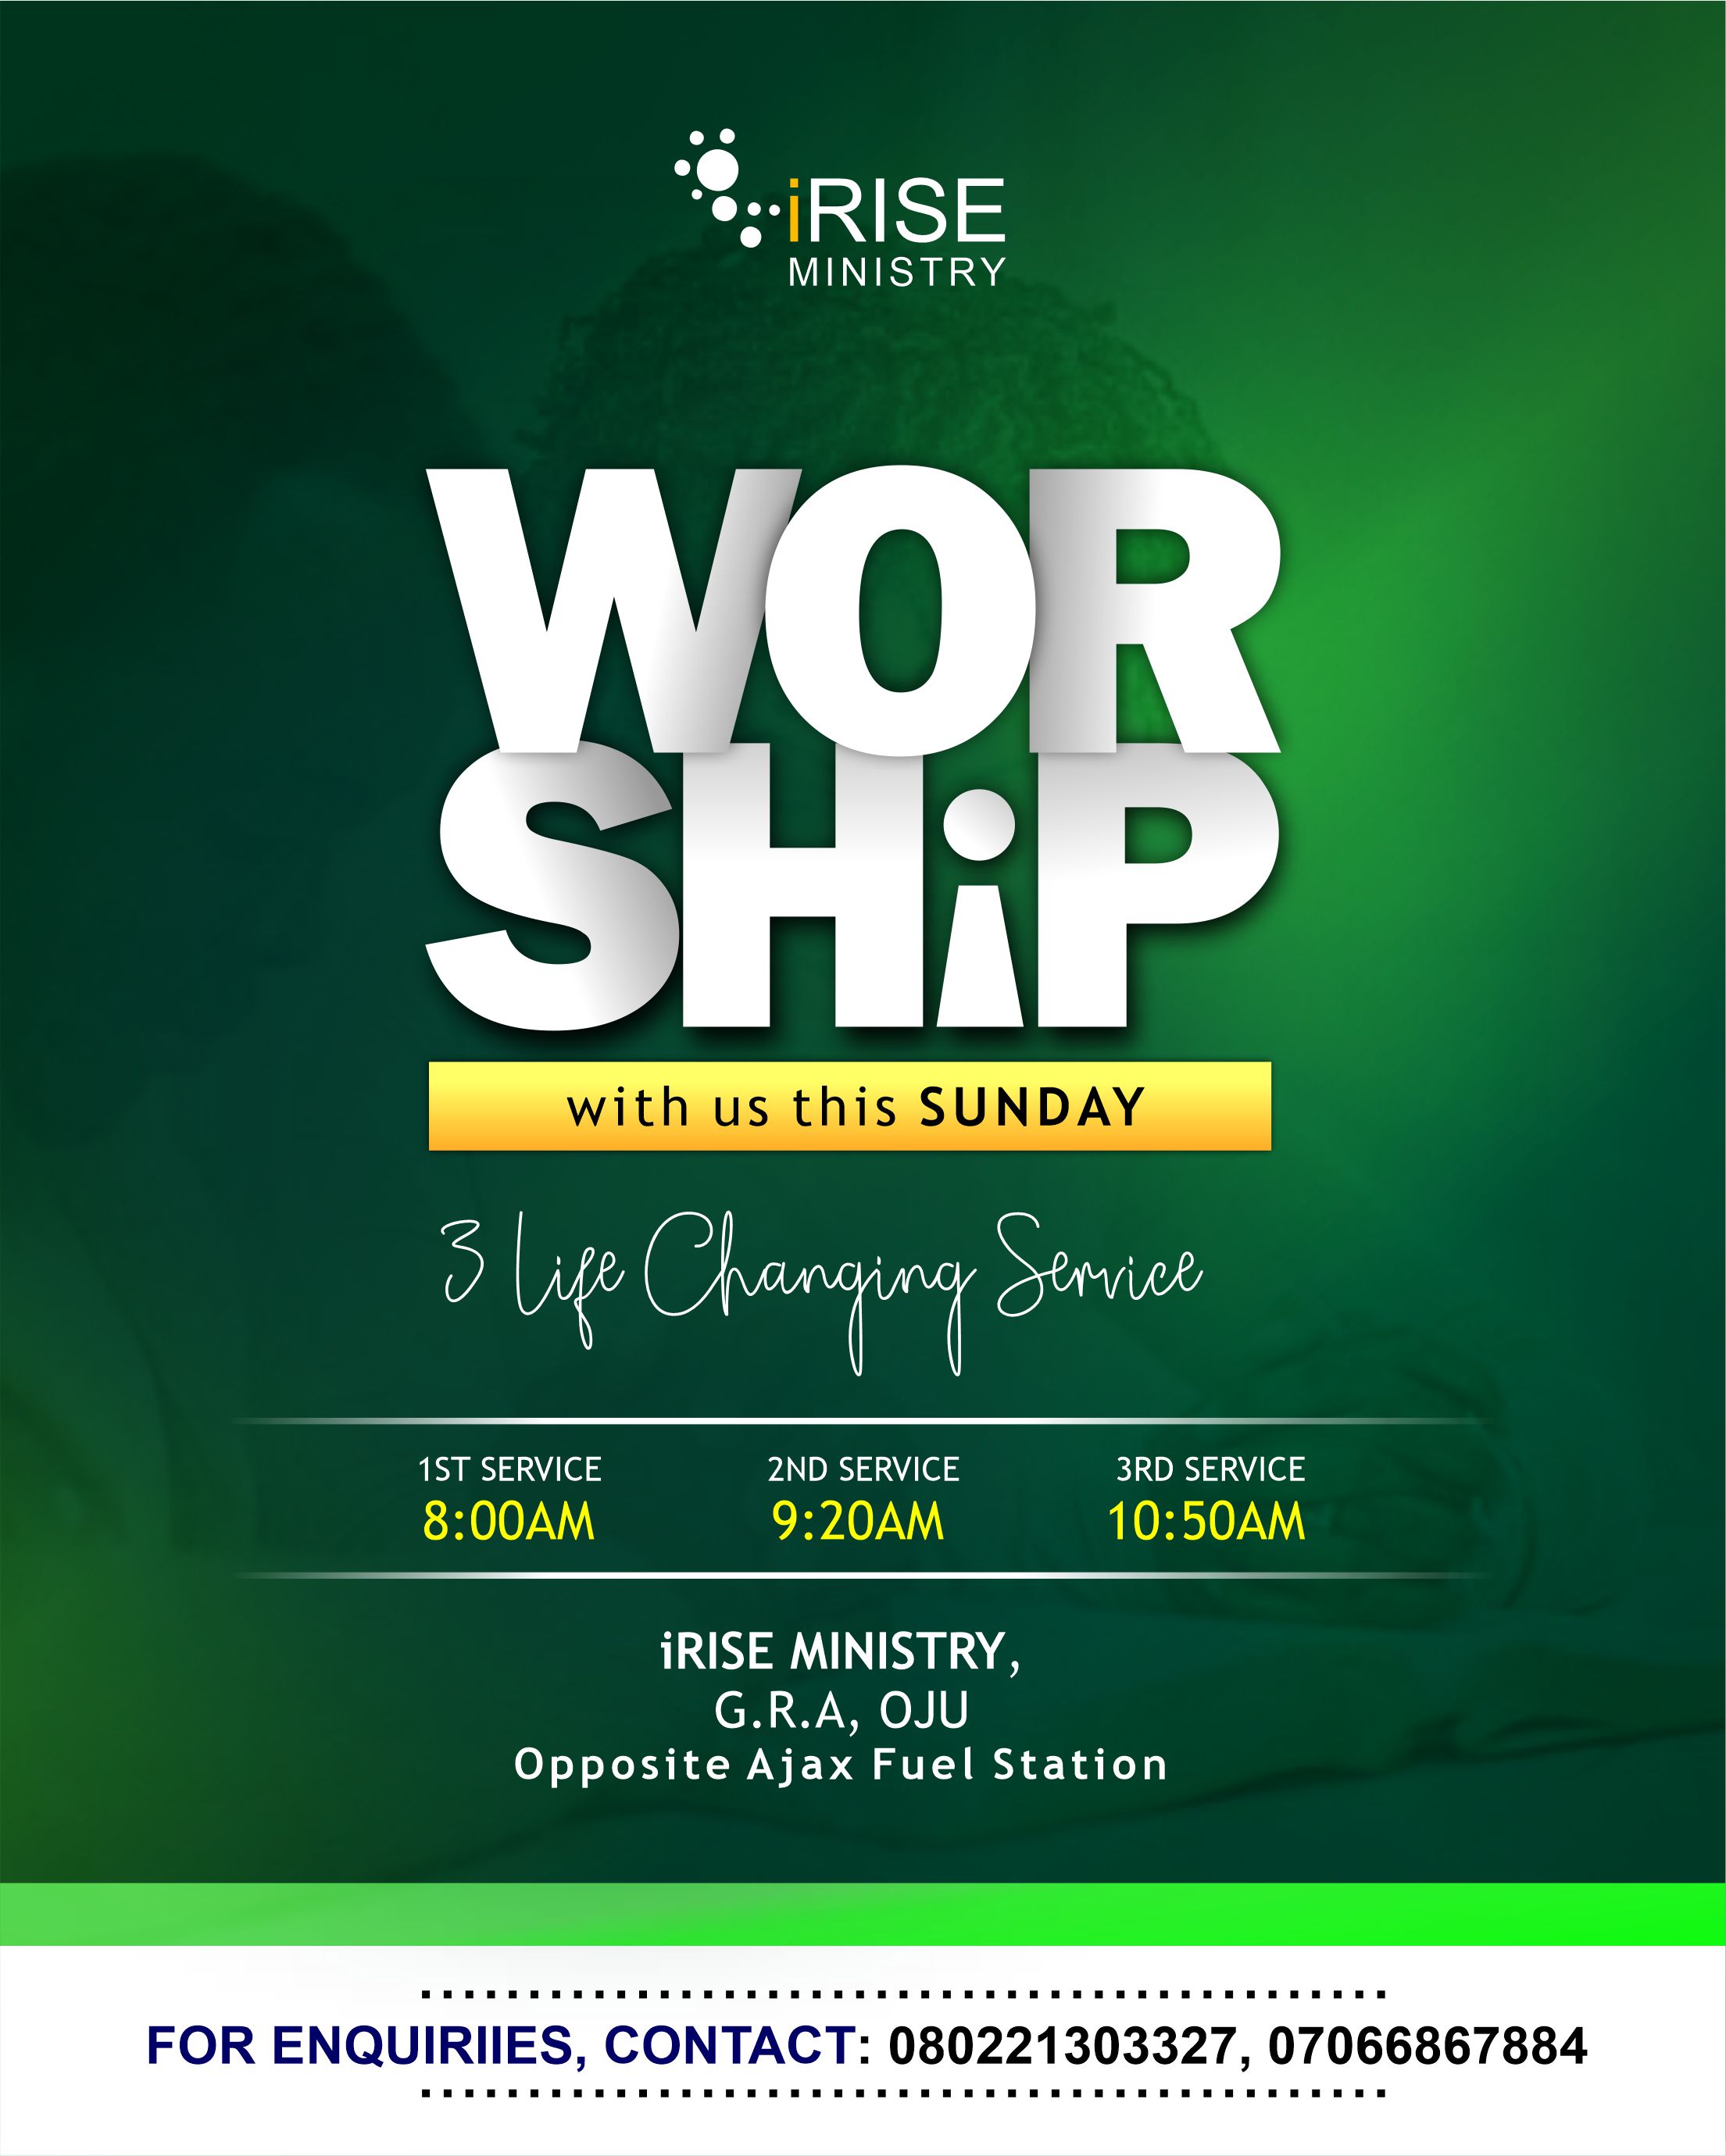 iRISE
MINISTRY
WOR
SHiP
with us this SUNDAY
3 Life Changing Service
1ST SERVICE 2ND SERVICE 3RD SERVICE
8:00AM 9:20AM 10:50AM
iRISE MINISTRY,
G.R.A, OJU
Opposite Ajax Fuel Station
FOR ENQUIRIIES, CONTACT: 080221303327, 07066867884